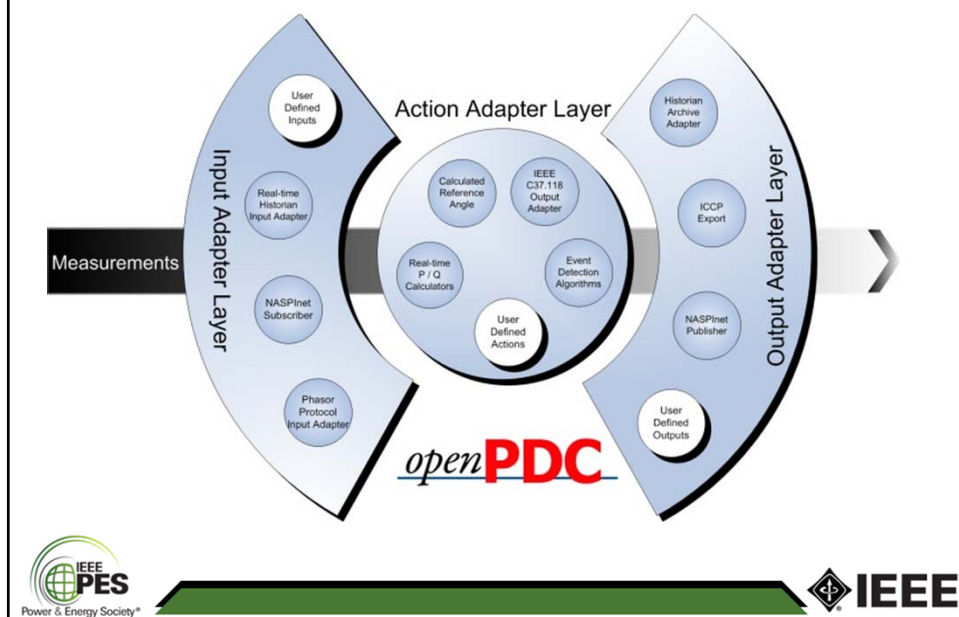 Measurements
Input Adapter Layer
User
Defined
Inputs
Real-time
Historian
Input Adapter
NASPInet
Subscriber
Phasor
Protocol
Input Adapter
Action Adapter Layer
Calculated
Reference
Angle
IEEE
C37.118
Output
Adapter
Real-time
P / Q
Calculators
Event
Detection
Algorithms
User
Defined
Actions
Output Adapter Layer
Historian
Archive
Adapter
ICCP
Export
NASPInet
Publisher
User
Defined
Outputs
openPDC
IEEE
PES
Power & Energy Society®
IEEE